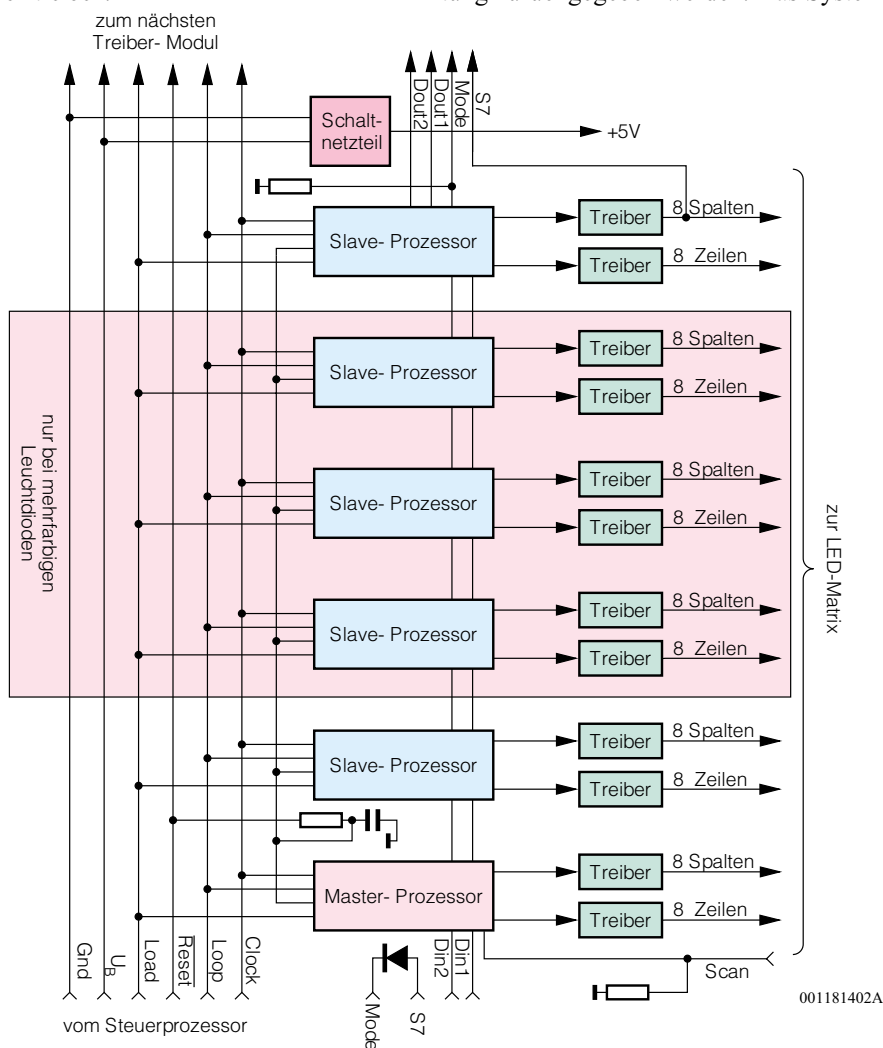 zum nächsten
Treiber- Modul
Dout2
Dout1
Mode
S7
Schalt-
netzteil
+5V
Slave- Prozessor
Treiber
8 Spalten
Treiber
8 Zeilen
Slave- Prozessor
Treiber
8 Spalten
Treiber
8 Zeilen
nur bei mehrfarbigen
Leuchtdioden
Slave- Prozessor
Treiber
8 Spalten
Treiber
8 Zeilen
zur LED-Matrix
Slave- Prozessor
Treiber
8 Spalten
Treiber
8 Zeilen
Slave- Prozessor
Treiber
8 Spalten
Treiber
8 Zeilen
Master- Prozessor
Treiber
8 Spalten
Treiber
8 Zeilen
Gnd
UB
Load
Reset
Loop
Clock
Din2
Din1
Scan
Mode
S7
vom Steuerprozessor
001181402A